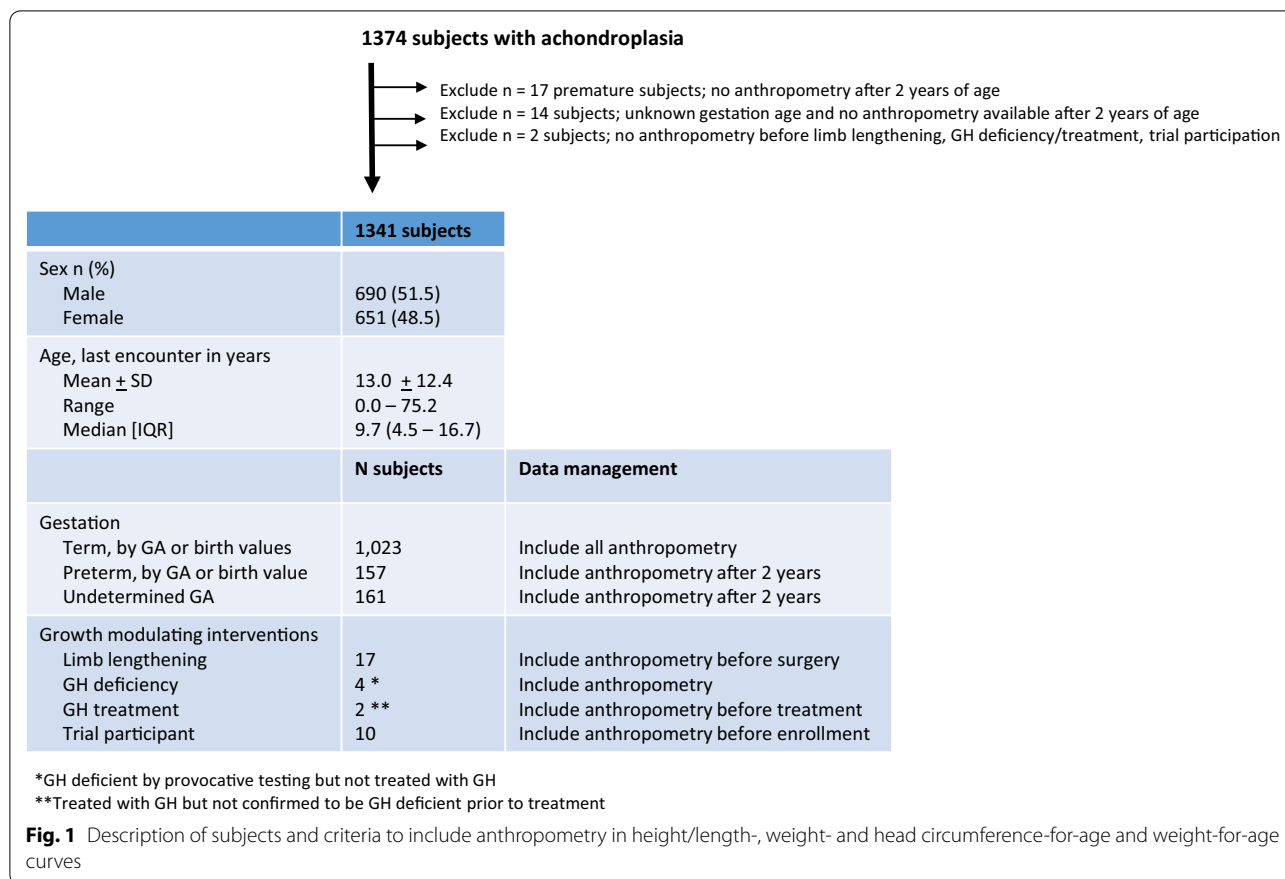 1374 subjects with achondroplasia
Exclude n = 17 premature subjects; no anthropometry after 2 years of age
Exclude n = 14 subjects; unknown gestation age and no anthropometry available after 2 years of age
Exclude n = 2 subjects; no anthropometry before limb lengthening, GH deficiency/treatment, trial participation
1341 subjects
Sex n (%)
Male 690 (51.5)
Female 651 (48.5)
Age, last encounter in years
Mean ± SD 13.0 ± 12.4
Range 0.0 – 75.2
Median [IQR] 9.7 (4.5 – 16.7)
N subjects Data management
Gestation
Term, by GA or birth values 1,023 Include all anthropometry
Preterm, by GA or birth value 157 Include anthropometry after 2 years
Undetermined GA 161 Include anthropometry after 2 years
Growth modulating interventions
Limb lengthening 17 Include anthropometry before surgery
GH deficiency 4 * Include anthropometry
GH treatment 2 ** Include anthropometry before treatment
Trial participant 10 Include anthropometry before enrollment
*GH deficient by provocative testing but not treated with GH
**Treated with GH but not confirmed to be GH deficient prior to treatment
Fig. 1 Description of subjects and criteria to include anthropometry in height/length-, weight- and head circumference-for-age and weight-for-age
curves